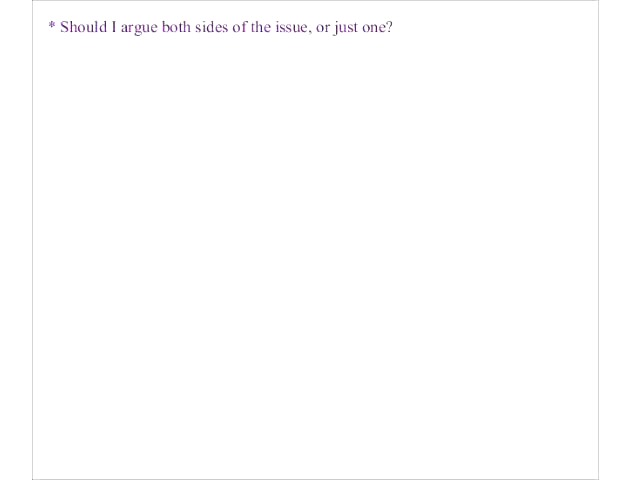 * Should I argue both sides of the issue, or just one?